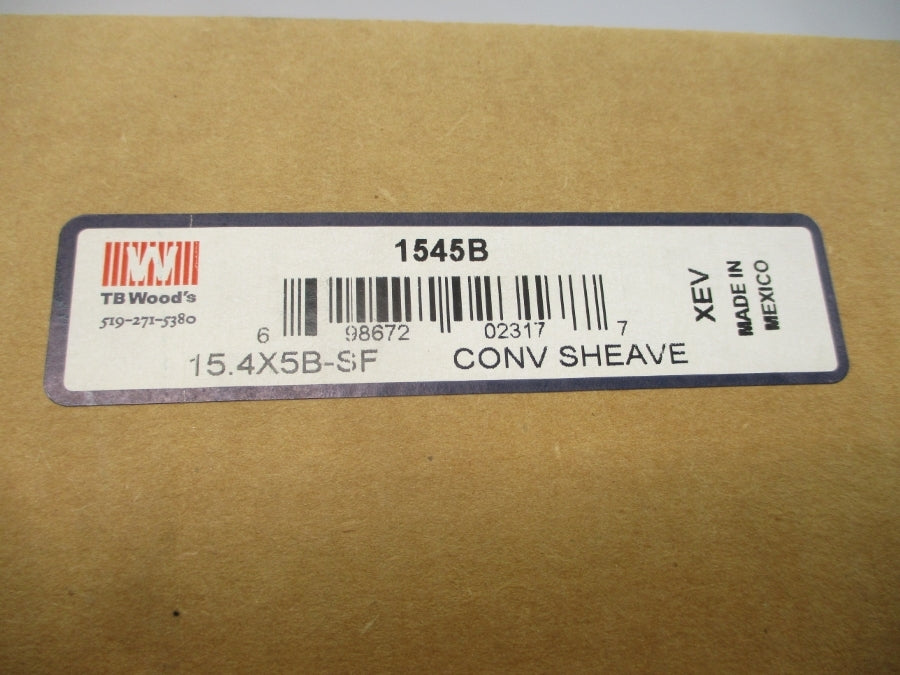 1545B
W
TB Wood's
519-271-5380
6 98672 02317 7
15.4X5B-SF CONV SHEAVE
XEV
MADE IN
MEXICO